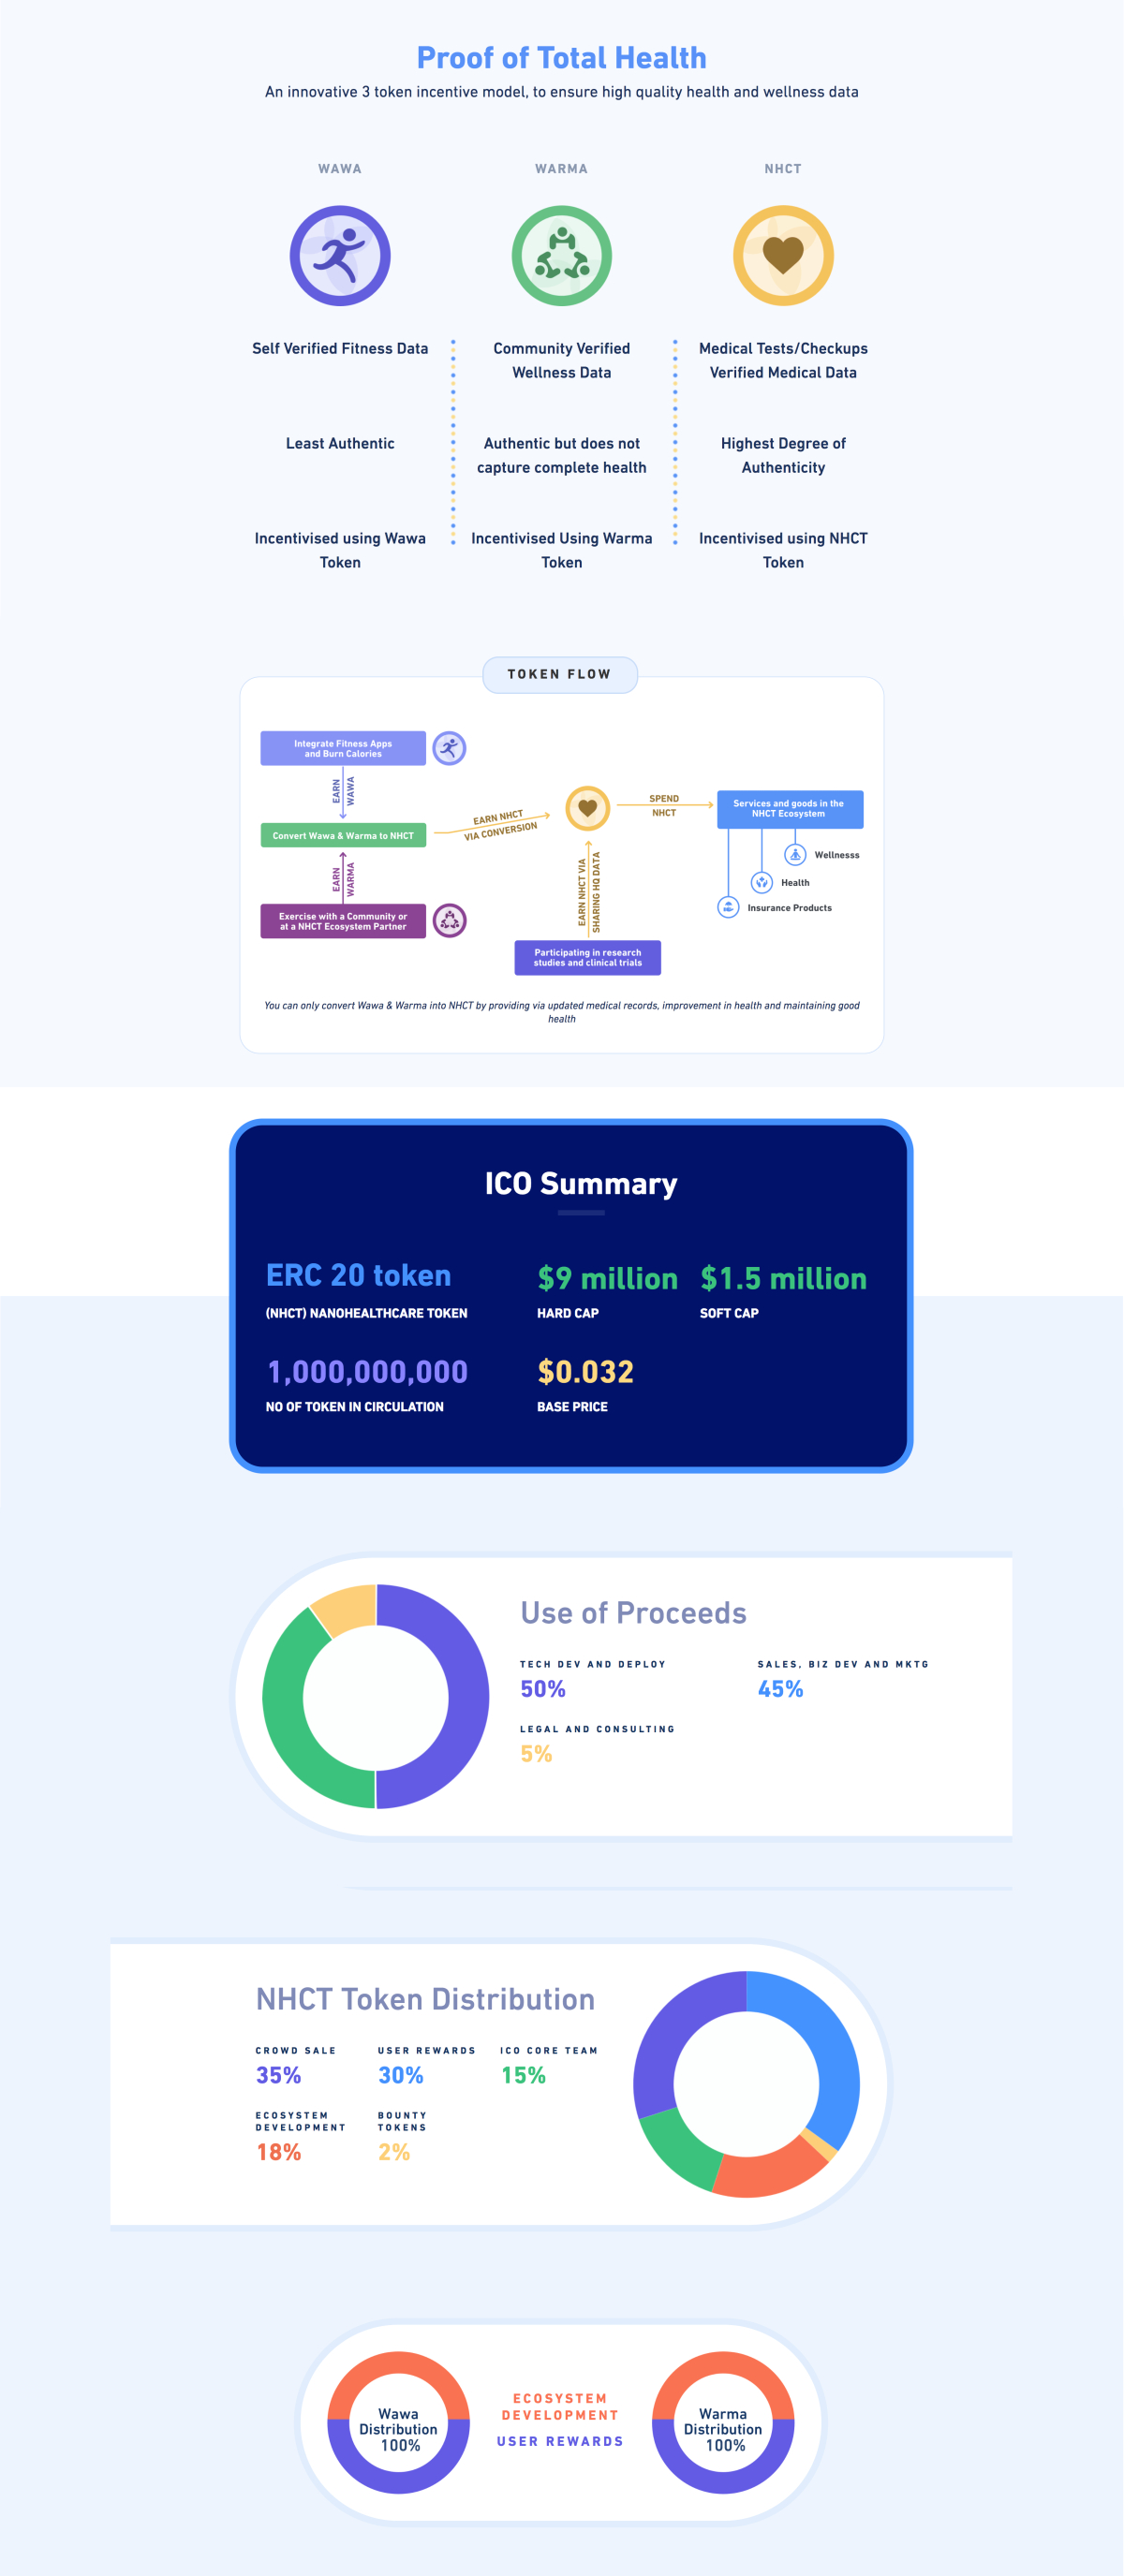 Proof of Total Health
An innovative 3 token incentive model, to ensure high quality health and wellness data
WAWA
WARMA
NHCT
Self Verified Fitness Data
Community Verified
Wellness Data
Medical Tests/Checkups
Verified Medical Data
Least Authentic
Authentic but does not
capture complete health
Highest Degree of
Authenticity
Incentivised using Wawa
Token
Incentivised Using Warma
Token
Incentivised using NHCT
Token
TOKEN FLOW
Integrate Fitness Apps
and Burn Calories
EARN
WAWA
Convert Wawa & Warma to NHCT
EARN
WARMA
Exercise with a Community or
at a NHCT Ecosystem Partner
EARN NHCT
VIA CONVERSION
EARN NHCT VIA
SHARING HQ DATA
Participating in research
studies and clinical trials
SPEND
NHCT
Services and goods in the
NHCT Ecosystem
Wellnesss
Health
Insurance Products
You can only convert Wawa & Warma into NHCT by providing via updated medical records, improvement in health and maintaining good
health
ICO Summary
ERC 20 token
(NHCT) NANOHEALTHCARE TOKEN
$9 million
HARD CAP
$1.5 million
SOFT CAP
1,000,000,000
NO OF TOKEN IN CIRCULATION
$0.032
BASE PRICE
Use of Proceeds
TECH DEV AND DEPLOY
50%
SALES, BIZ DEV AND MKTG
45%
LEGAL AND CONSULTING
5%
NHCT Token Distribution
CROWD SALE
35%
USER REWARDS
30%
ICO CORE TEAM
15%
ECOSYSTEM
DEVELOPMENT
18%
BOUNTY
TOKENS
2%
Wawa
Distribution
100%
ECOSYSTEM
DEVELOPMENT
USER REWARDS
Warma
Distribution
100%